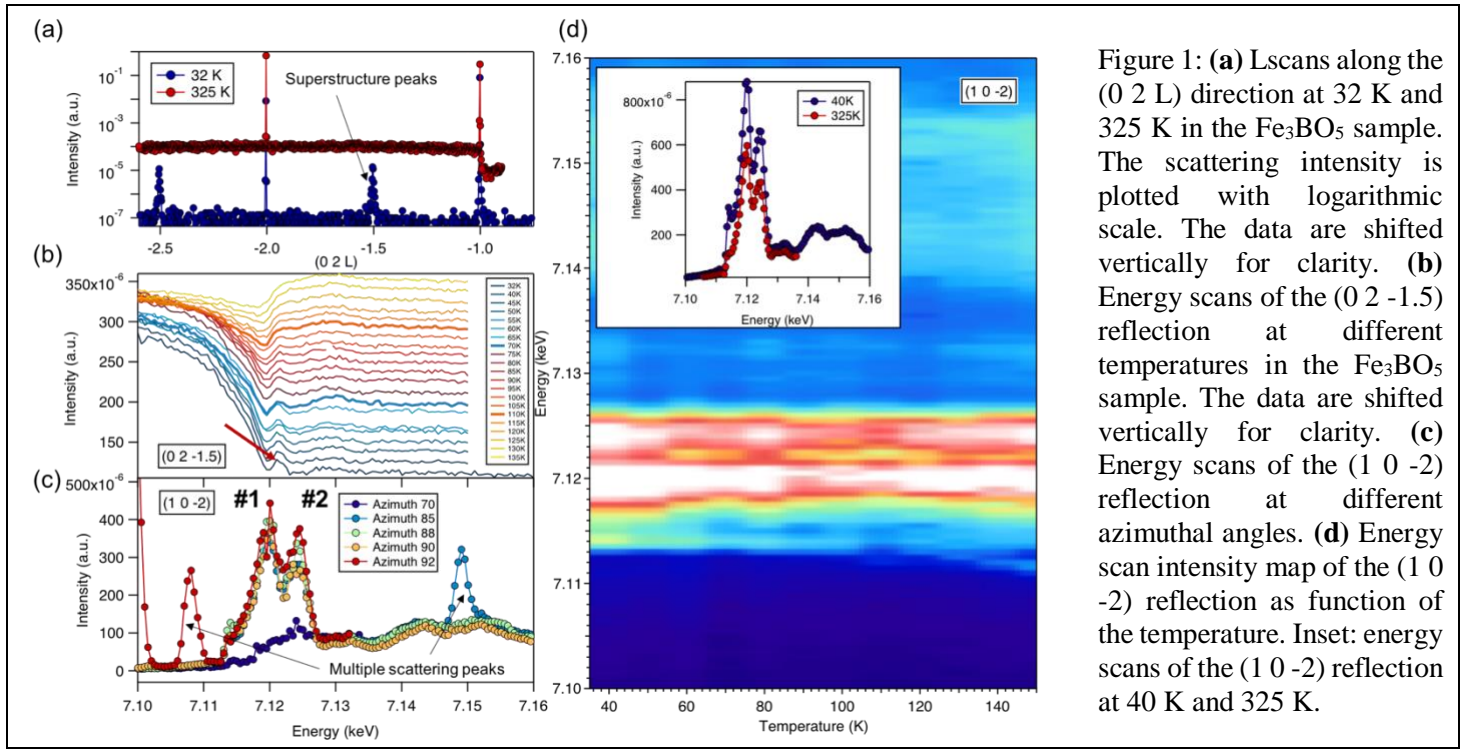 (a)
32 K
325 K
Superstructure peaks
Intensity (a.u.)
10-1
10-3
10-5
10-7
-2.5
-2.0
-1.5
-1.0
(0 2 L)
(b)
350x10-6
300
250
200
150
Intensity (a.u.)
(0 2 -1.5)
32K
40K
45K
50K
55K
60K
65K
70K
75K
80K
85K
90K
95K
100K
105K
110K
115K
120K
125K
130K
135K
(c)
500x10-6
400
300
200
100
0
Intensity (a.u.)
(1 0 -2)
#1
#2
Azimuth 70
Azimuth 85
Azimuth 88
Azimuth 90
Azimuth 92
Multiple scattering peaks
7.10
7.11
7.12
7.13
7.14
7.15
7.16
Energy (keV)
(d)
7.16
7.15
7.14
7.13
7.12
7.11
7.10
Energy (keV)
(1 0 -2)
800x10-6
600
400
200
Intensity (a.u.)
40K
325K
7.10
7.12
7.14
7.16
Energy (keV)
40
60
80
100
120
140
Temperature (K)
Figure 1: (a) Lscans along the
(0 2 L) direction at 32 K and
325 K in the Fe3BO5 sample.
The scattering intensity is
plotted with logarithmic
scale. The data are shifted
vertically for clarity. (b)
Energy scans of the (0 2 -1.5)
reflection at different
temperatures in the Fe3BO5
sample. The data are shifted
vertically for clarity. (c)
Energy scans of the (1 0 -2)
reflection at different
azimuthal angles. (d) Energy
scan intensity map of the (1 0
-2) reflection as function of
the temperature. Inset: energy
scans of the (1 0 -2) reflection
at 40 K and 325 K.